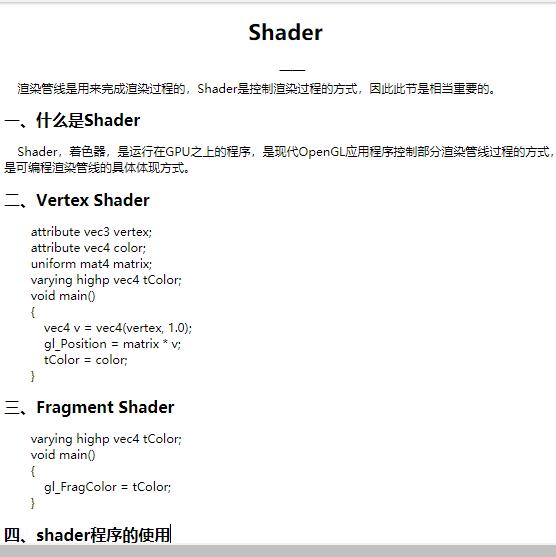 Shader
——
渲染管线是用来完成渲染过程的，Shader是控制渲染过程的方式，因此此节是相当重要的。
一、什么是Shader
Shader，着色器，是运行在GPU之上的程序，是现代OpenGL应用程序控制部分渲染管线过程的方式，
是可编程渲染管线的具体体现方式。
二、Vertex Shader
attribute vec3 vertex;
attribute vec4 color;
uniform mat4 matrix;
varying highp vec4 tColor;
void main()
{
vec4 v = vec4(vertex, 1.0);
gl_Position = matrix * v;
tColor = color;
}
三、Fragment Shader
varying highp vec4 tColor;
void main()
{
gl_FragColor = tColor;
}
四、shader程序的使用